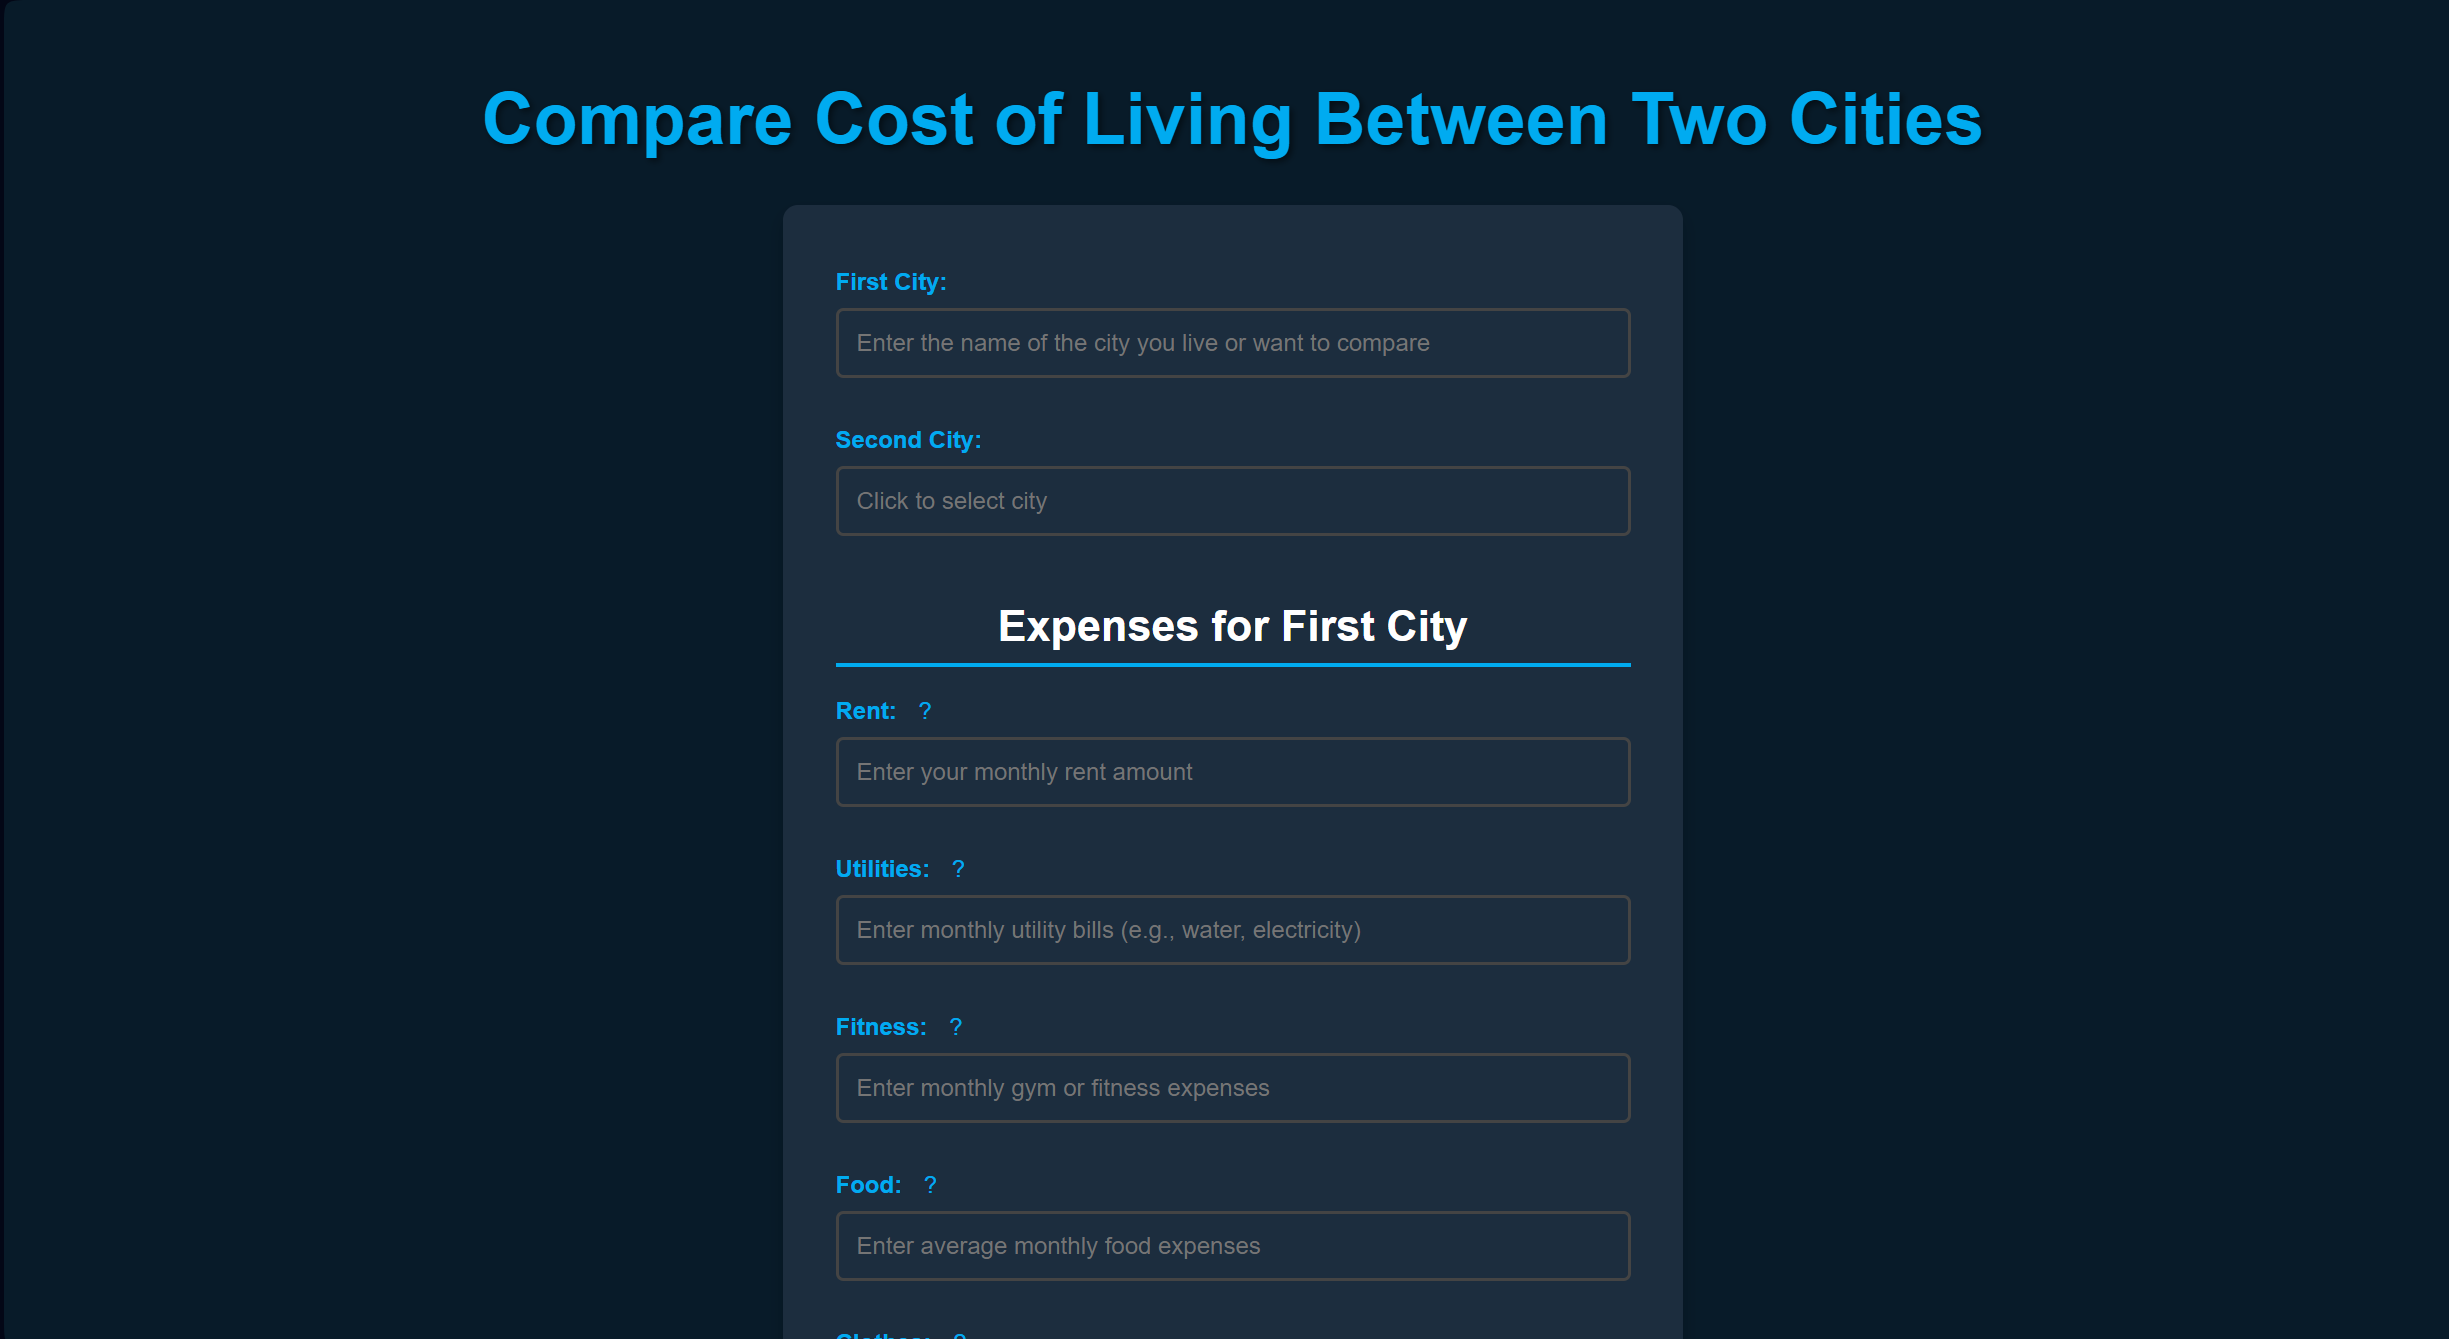 Compare Cost of Living Between Two Cities
First City:
Enter the name of the city you live or want to compare
Second City:
Click to select city
Expenses for First City
Rent: ?
Enter your monthly rent amount
Utilities: ?
Enter monthly utility bills (e.g., water, electricity)
Fitness: ?
Enter monthly gym or fitness expenses
Food: ?
Enter average monthly food expenses
Clothes: ?